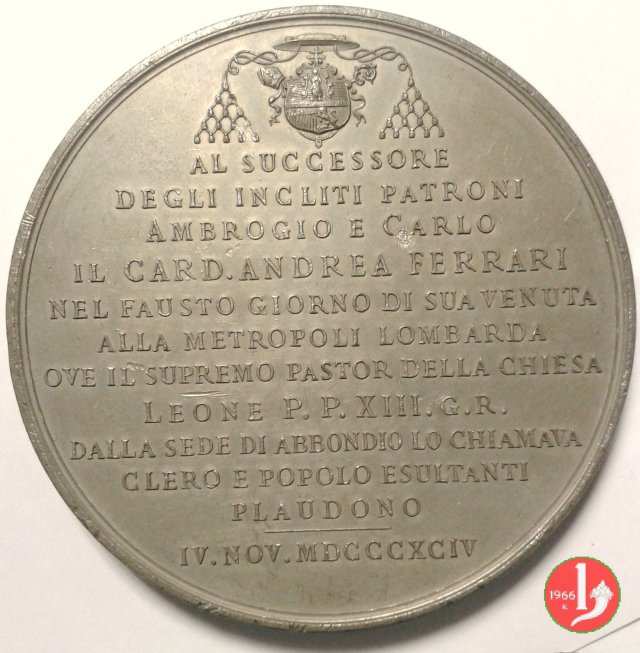 AL SUCCESSORE
DEGLI INCLITI PATRONI
AMBROGIO E CARLO
IL CARD. ANDREA FERRARI
NEL FAUSTO GIORNO DI SUA VENUTA
ALLA METROPOLI LOMBARDA
OVE IL SUPREMO PASTOR DELLA CHIESA
LEONE P. P. XIII. G. R.
DALLA SEDE DI ABBONDIO LO CHIAMAVA
CLERO E POPOLO ESULTANTI
PLAUDONO
IV. NOV. MDCCCXCIV
1966
R.